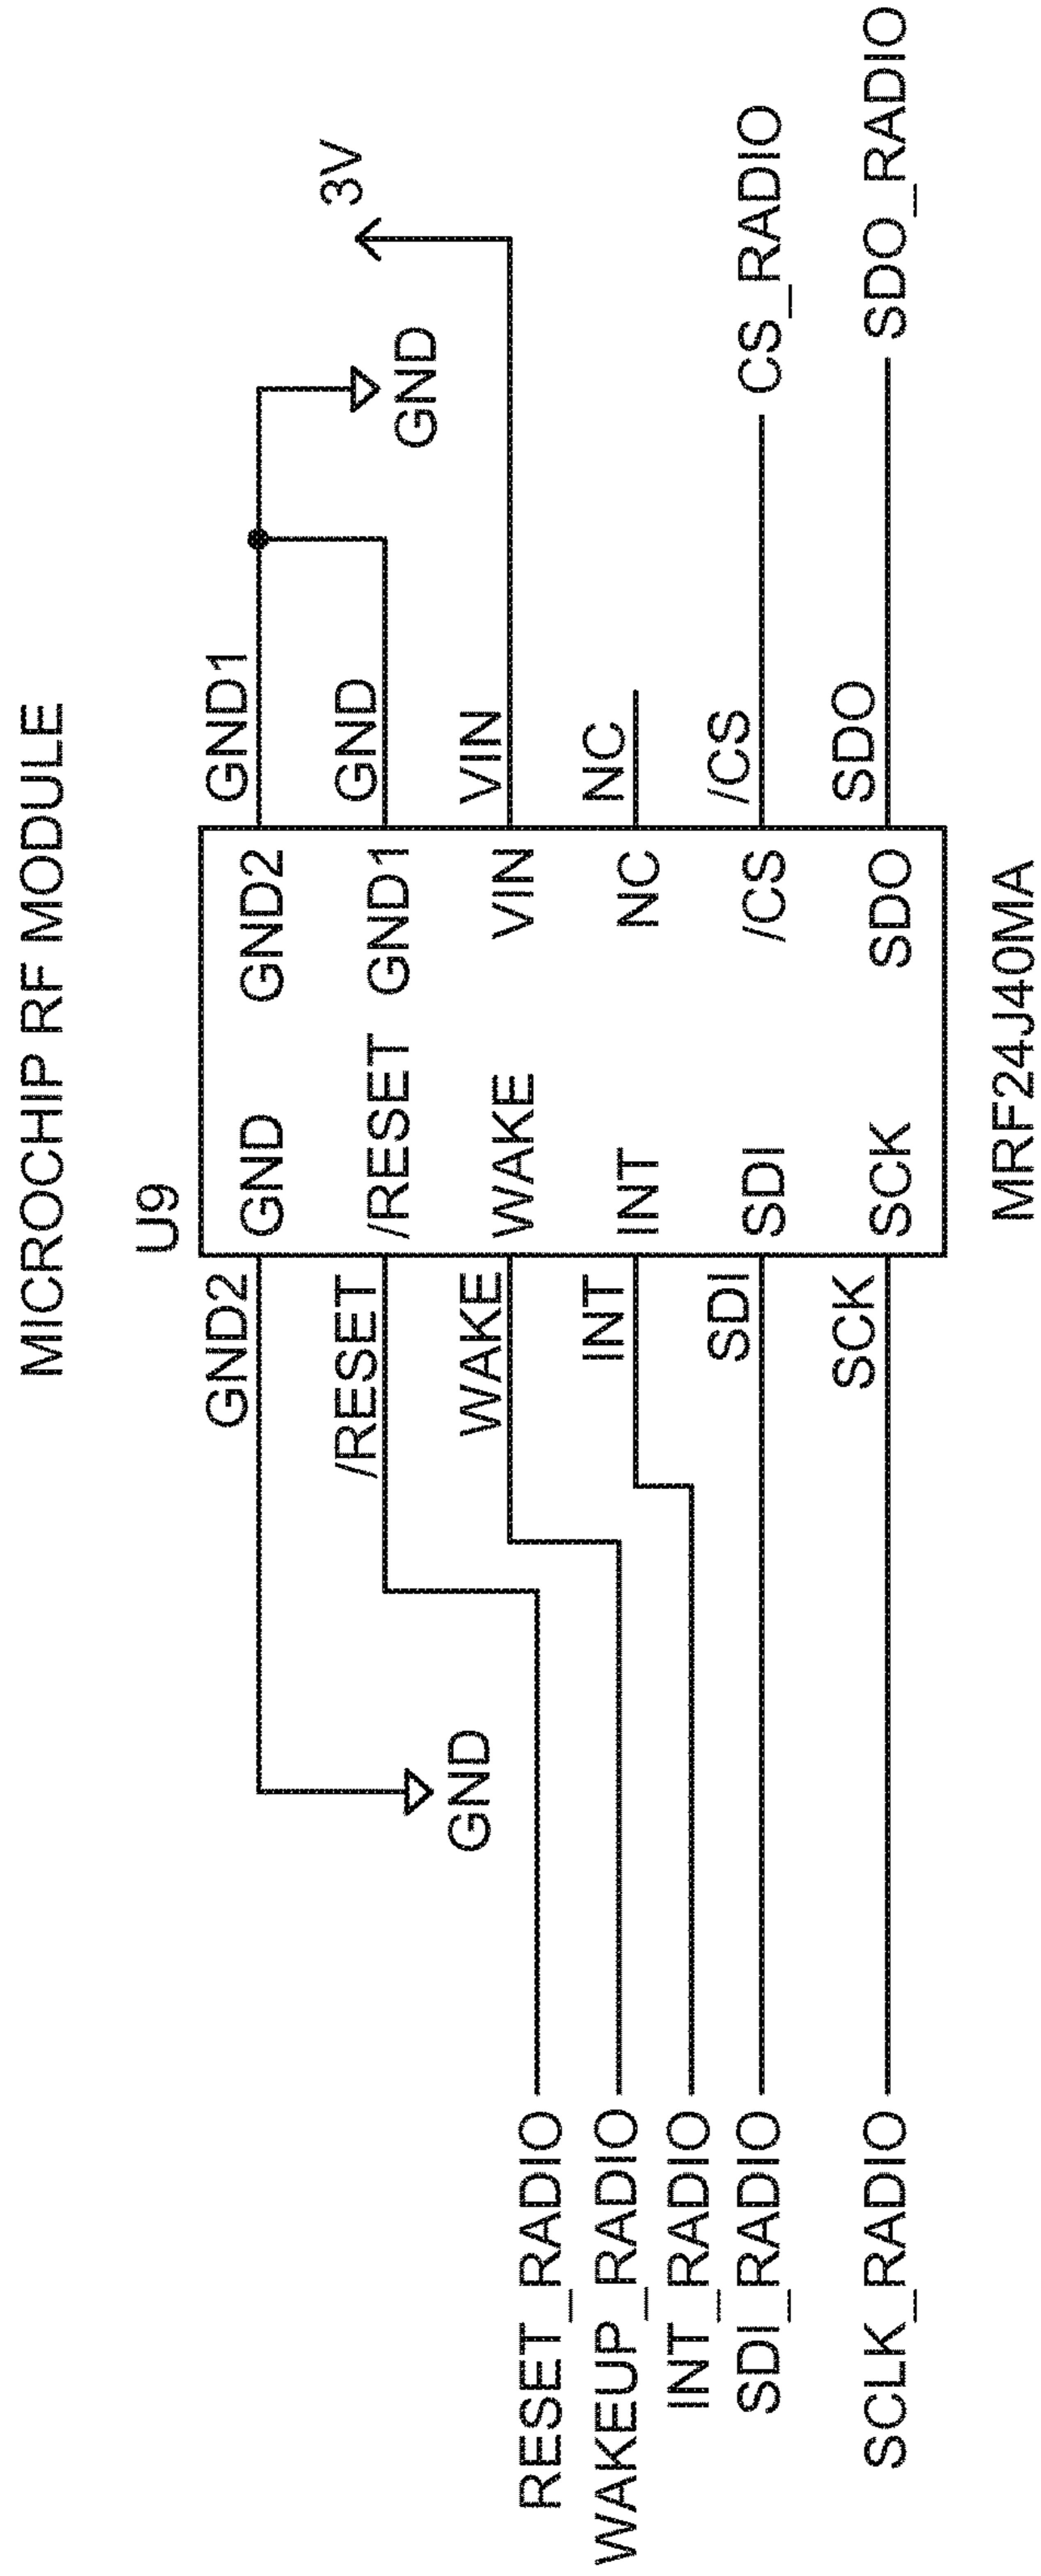 MICROCHIP RF MODULE
U9
GND2
GND
GND2
GND1
/RESET
/RESET
GND1
GND
WAKE
WAKE
VIN
VIN
INT
INT
NC
NC
SDI
SDI
/CS
/CS
SCK
SCK
SDO
SDO
GND
GND
3V
RESET_RADIO
WAKEUP_RADIO
INT_RADIO
SDI_RADIO
CS_RADIO
SCLK_RADIO
SDO_RADIO
MRF24J40MA